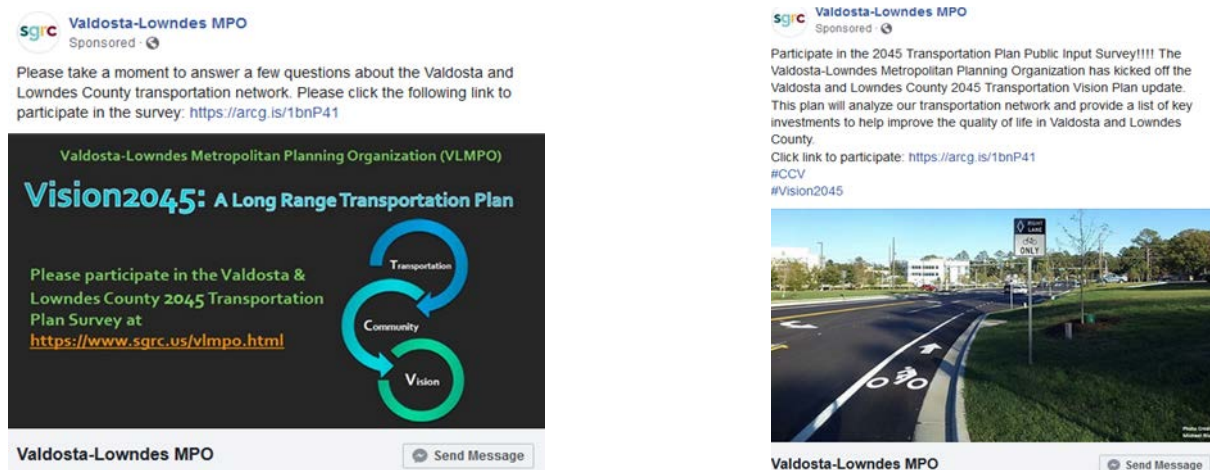 sgrc
Valdosta-Lowndes MPO
Sponsored ·
Please take a moment to answer a few questions about the Valdosta and
Lowndes County transportation network. Please click the following link to
participate in the survey: https://arcg.is/1bnP41
Valdosta-Lowndes Metropolitan Planning Organization (VLMPO)
Vision2045: A Long Range Transportation Plan
Please participate in the Valdosta &
Lowndes County 2045 Transportation
Plan Survey at
https://www.sgrc.us/vlmpo.html
Transportation
Community
Vision
Valdosta-Lowndes MPO
Send Message
sgrc
Valdosta-Lowndes MPO
Sponsored ·
Participate in the 2045 Transportation Plan Public Input Survey!!!! The
Valdosta-Lowndes Metropolitan Planning Organization has kicked off the
Valdosta and Lowndes County 2045 Transportation Vision Plan update.
This plan will analyze our transportation network and provide a list of key
investments to help improve the quality of life in Valdosta and Lowndes
County.
Click link to participate: https://arcg.is/1bnP41
#CCV
#Vision2045
RIGHT
LANE
ONLY
Photo
Michael
Valdosta-Lowndes MPO
Send Message